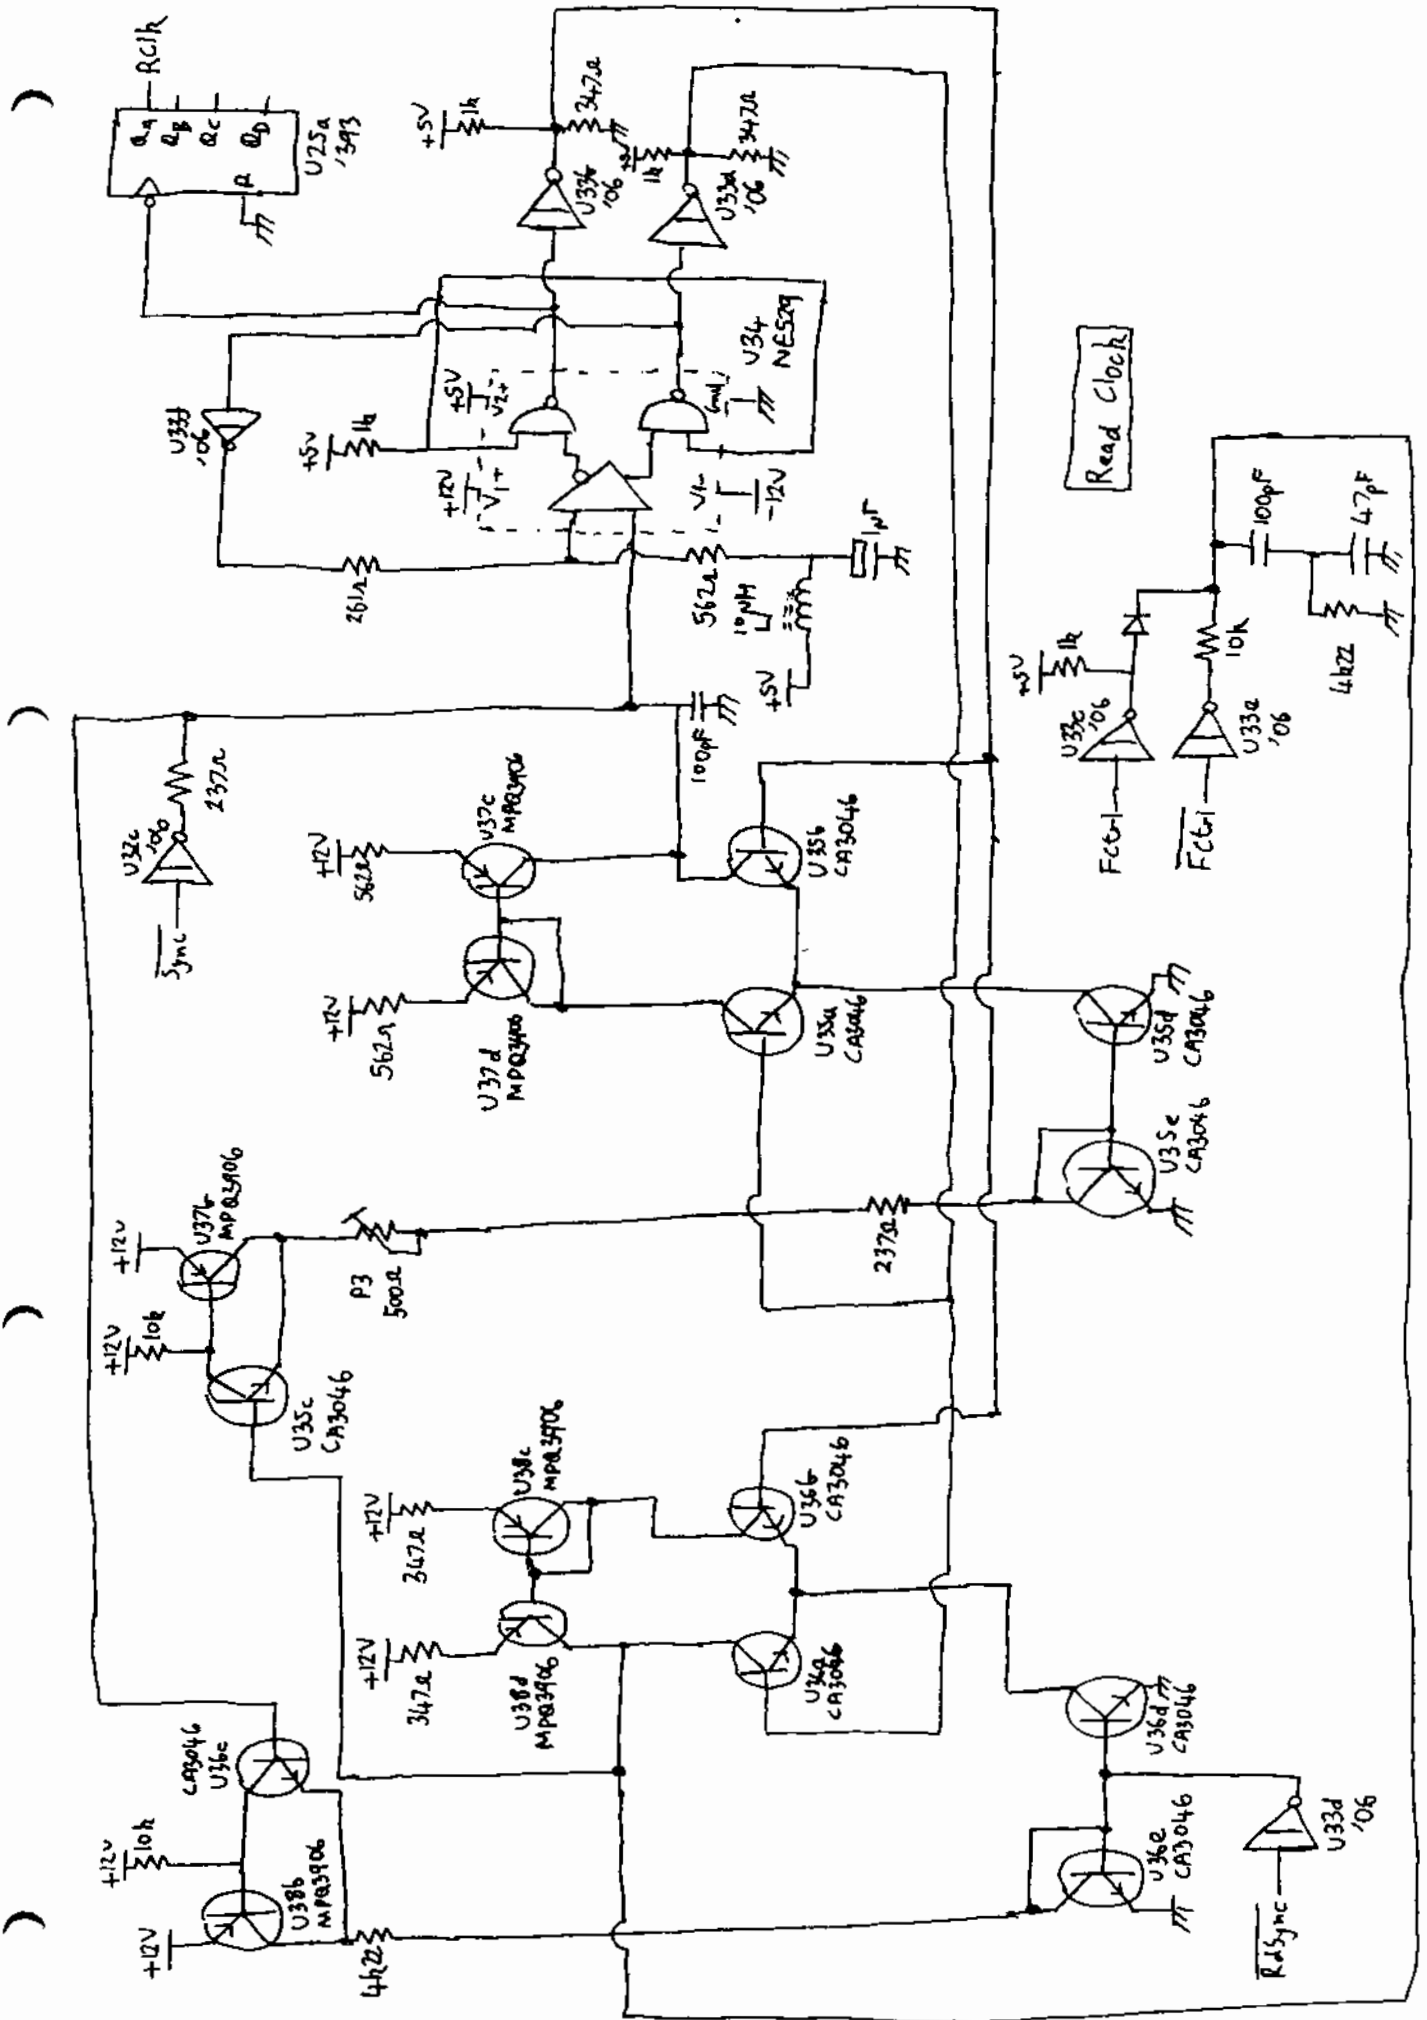 RClk
QA
QB
QC
QD
R
U25a
'393
+5V
1k
347Ω
U33b
'06
1k
347Ω
U33a
'06
U33f
'06
+5V
1k
+5V
V2+
+12V
V1+
V1-
-12V
Gnd
U34
NE529
261Ω
562Ω
10µH
1µF
+5V
100pF
Read Clock
Sync
U32c
'06
237Ω
+12V
562Ω
U37c
MPQ3906
+12V
562Ω
U37d
MPQ3906
U35b
CA3046
U35a
CA3046
U35d
CA3046
U35e
CA3046
+5V
1k
U33c
'06
Fctrl
U33e
'06
Fctrl
10k
100pF
47pF
4k22
+12V
U37b
MPQ3906
+12V
10k
U35c
CA3046
P3
500Ω
237Ω
+12V
347Ω
U38c
MPQ3906
+12V
347Ω
U38d
MPQ3906
U36b
CA3046
U36a
CA3046
U36d
CA3046
U36e
CA3046
CA3046
U36c
+12V
10k
+12V
U38b
MPQ3906
4k22
RdSync
U33d
'06